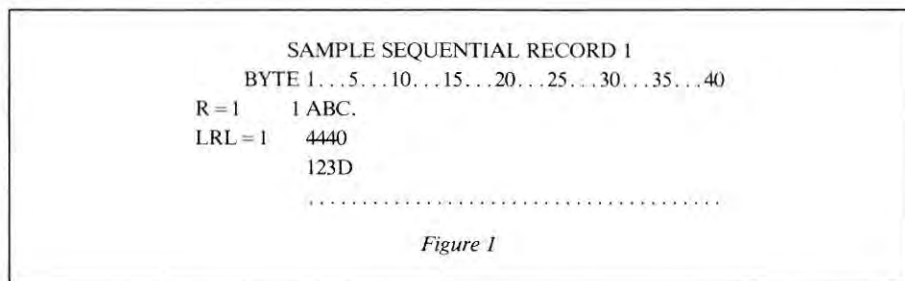 SAMPLE SEQUENTIAL RECORD 1
BYTE 1...5...10...15...20...25...30...35...40
R = 1 1 ABC.
LRL = 1 4440
123D
.......................................
Figure 1